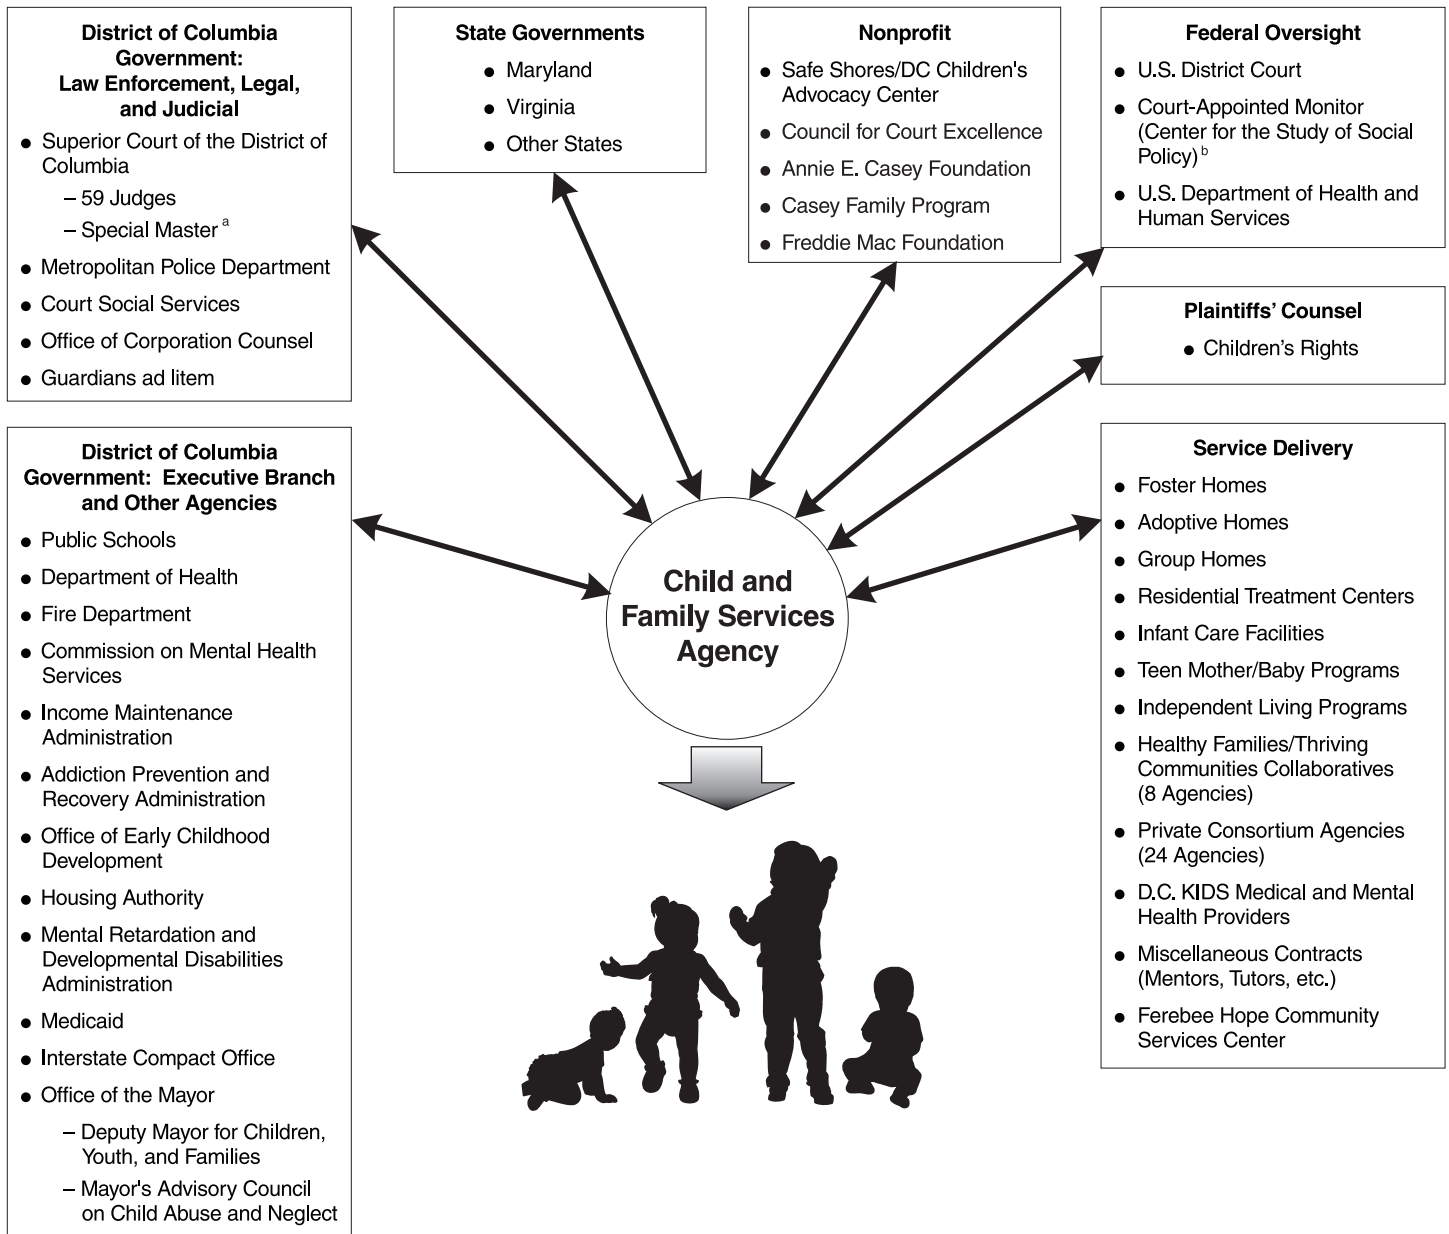 District of Columbia
Government:
Law Enforcement, Legal,
and Judicial
● Superior Court of the District of
Columbia
– 59 Judges
– Special Master a
● Metropolitan Police Department
● Court Social Services
● Office of Corporation Counsel
● Guardians ad litem
State Governments
● Maryland
● Virginia
● Other States
Nonprofit
● Safe Shores/DC Children's
Advocacy Center
● Council for Court Excellence
● Annie E. Casey Foundation
● Casey Family Program
● Freddie Mac Foundation
Federal Oversight
● U.S. District Court
● Court-Appointed Monitor
(Center for the Study of Social
Policy) b
● U.S. Department of Health and
Human Services
Plaintiffs’ Counsel
● Children’s Rights
District of Columbia
Government: Executive Branch
and Other Agencies
● Public Schools
● Department of Health
● Fire Department
● Commission on Mental Health
Services
● Income Maintenance
Administration
● Addiction Prevention and
Recovery Administration
● Office of Early Childhood
Development
● Housing Authority
● Mental Retardation and
Developmental Disabilities
Administration
● Medicaid
● Interstate Compact Office
● Office of the Mayor
– Deputy Mayor for Children,
Youth, and Families
– Mayor's Advisory Council
on Child Abuse and Neglect
Child and
Family Services
Agency
Service Delivery
● Foster Homes
● Adoptive Homes
● Group Homes
● Residential Treatment Centers
● Infant Care Facilities
● Teen Mother/Baby Programs
● Independent Living Programs
● Healthy Families/Thriving
Communities Collaboratives
(8 Agencies)
● Private Consortium Agencies
(24 Agencies)
● D.C. KIDS Medical and Mental
Health Providers
● Miscellaneous Contracts
(Mentors, Tutors, etc.)
● Ferebee Hope Community
Services Center